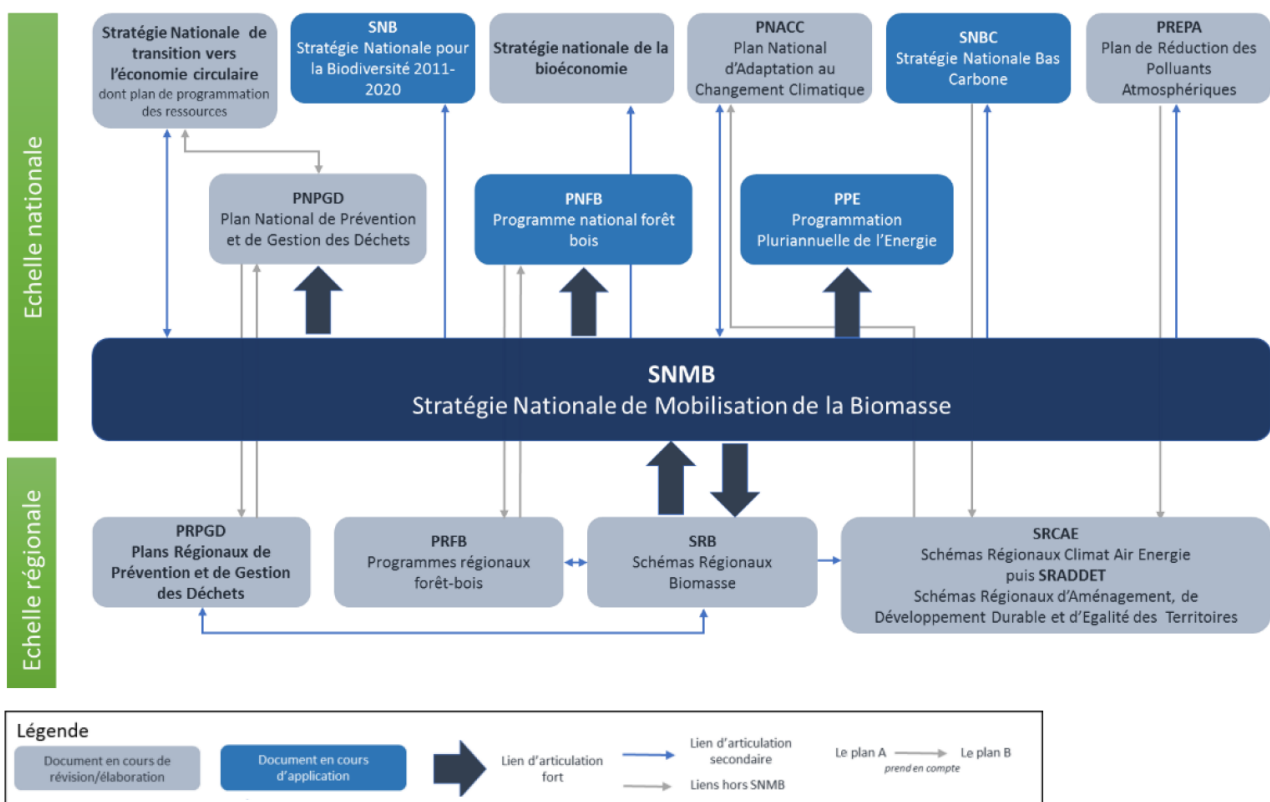 Echelle nationale
Stratégie Nationale de
transition vers
l'économie circulaire
dont plan de programmation
des ressources
SNB
Stratégie Nationale pour
la Biodiversité 2011-
2020
Stratégie nationale de la
bioéconomie
PNACC
Plan National
d'Adaptation au
Changement Climatique
SNBC
Stratégie Nationale Bas
Carbone
PREPA
Plan de Réduction des
Polluants
Atmosphériques
PNPGD
Plan National de Prévention
et de Gestion des Déchets
PNFB
Programme national forêt
bois
PPE
Programmation
Pluriannuelle de l'Energie
SNMB
Stratégie Nationale de Mobilisation de la Biomasse
Echelle régionale
PRPGD
Plans Régionaux de
Prévention et de Gestion
des Déchets
PRFB
Programmes régionaux
forêt-bois
SRB
Schémas Régionaux
Biomasse
SRCAE
Schémas Régionaux Climat Air Energie
puis SRADDET
Schémas Régionaux d'Aménagement, de
Développement Durable et d'Egalité des Territoires
Légende
Document en cours de
révision/élaboration
Document en cours
d'application
Lien d'articulation
fort
Lien d'articulation
secondaire
Liens hors SNMB
Le plan A
Le plan B
prend en compte